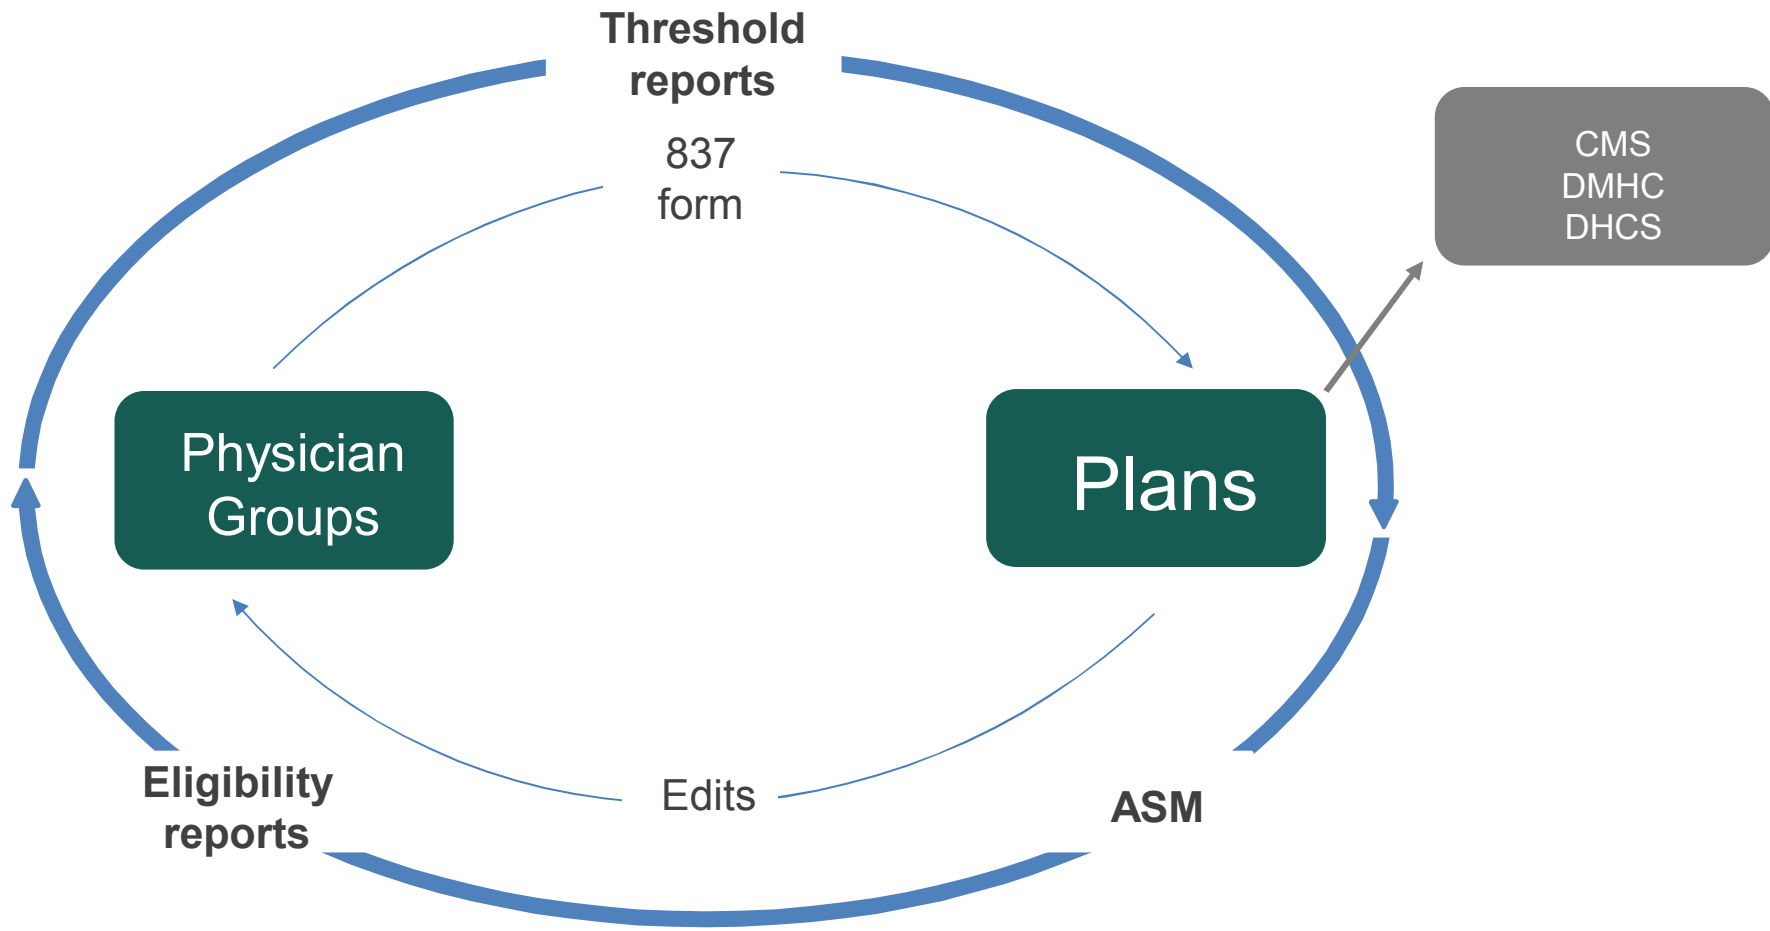 Threshold
reports
837
form
CMS
DMHC
DHCS
Physician
Groups
Plans
Eligibility
reports
Edits
ASM